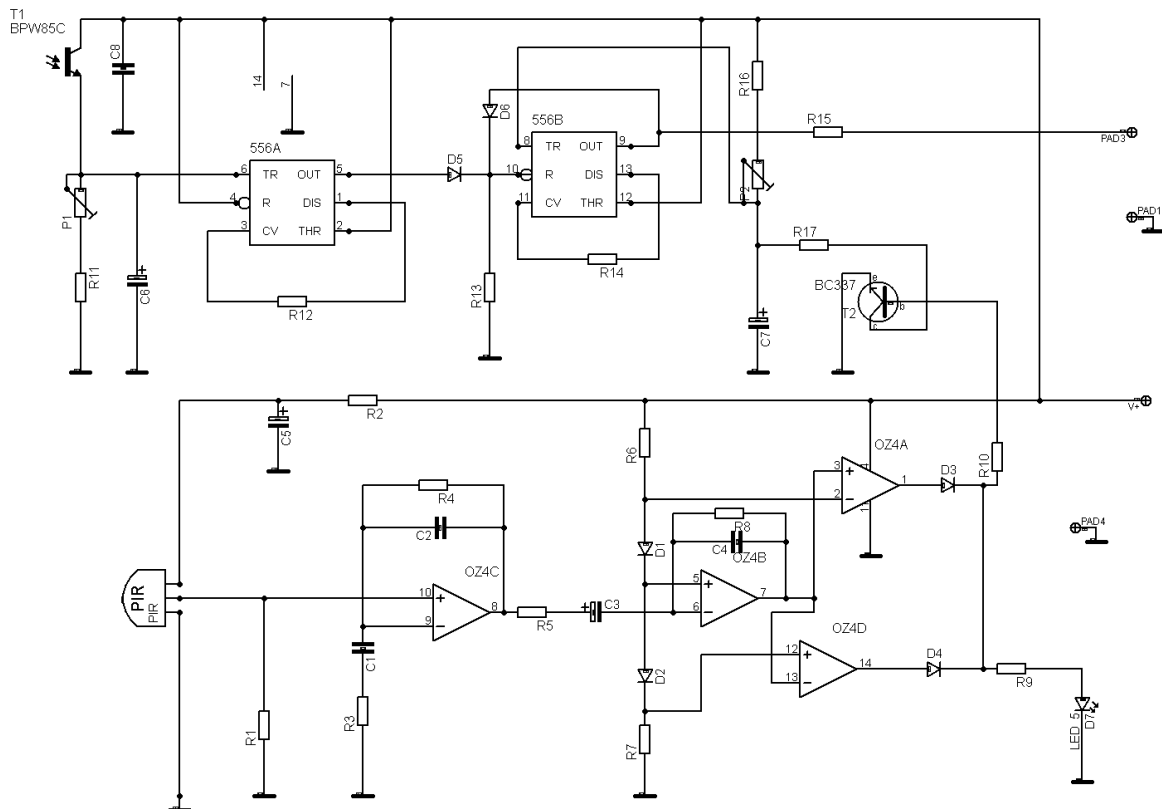 T1
BPW85C
C8
14
7
D6
556B
R16
R15
PAD3
8 TR OUT 9
10 R DIS 13
11 CV THR 12
556A
6 TR OUT 5
4 R DIS 1
3 CV THR 2
D5
P2
PAD1
P1
R11
C6
R12
R13
R14
R17
BC337
T2
e
b
c
C7
R2
C5
V+
R6
OZ4A
3
2
1
D3
R10
R4
C2
R8
C4
OZ4B
PAD4
D1
OZ4C
PIR
PIR
10
9
8
R5
C3
5
6
7
C1
OZ4D
D2
12
13
14
D4
R9
R1
R3
R7
LED 5
D7